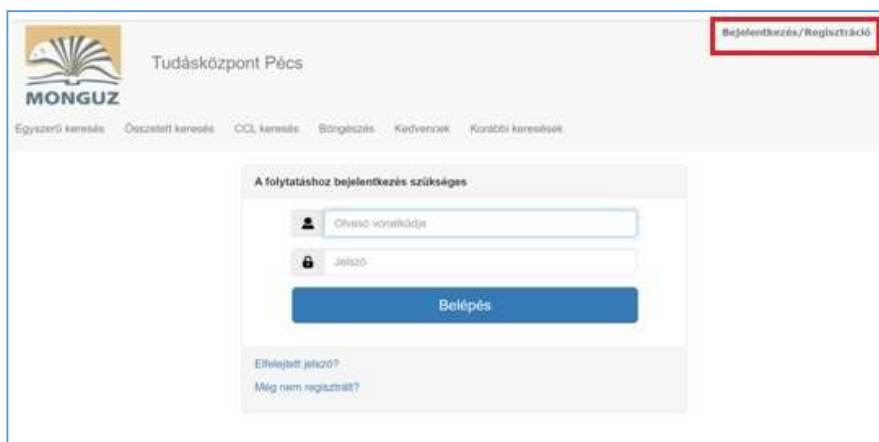 Bejelentkezés/Regisztráció
Tudásközpont Pécs
MONGUZ
Egyszerű keresés Összetett keresés CCL keresés Böngészés Kedvencek Korábbi keresések
A folytatáshoz bejelentkezés szükséges
Olvasó vonalkódja
Jelszó
Belépés
Elfelejtett jelszó?
Még nem regisztrált?